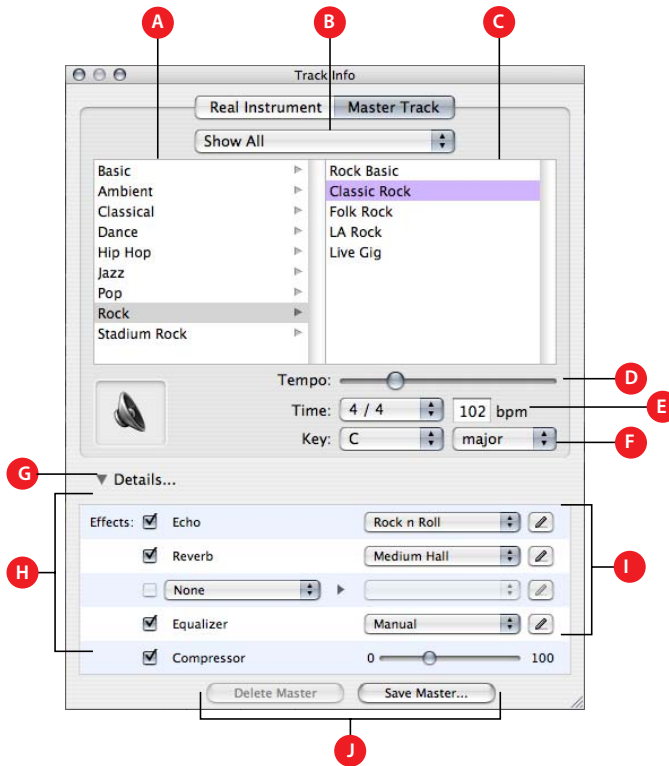 A B C
Track Info
Real Instrument Master Track
Show All
Basic
Ambient
Classical
Dance
Hip Hop
Jazz
Pop
Rock
Stadium Rock
Rock Basic
Classic Rock
Folk Rock
LA Rock
Live Gig
Tempo: D
Time: 4 / 4 102 bpm E
Key: C major F
G Details...
H
I
Effects: Echo Rock n Roll
Reverb Medium Hall
None
Equalizer Manual
Compressor 0 100
Delete Master Save Master...
J